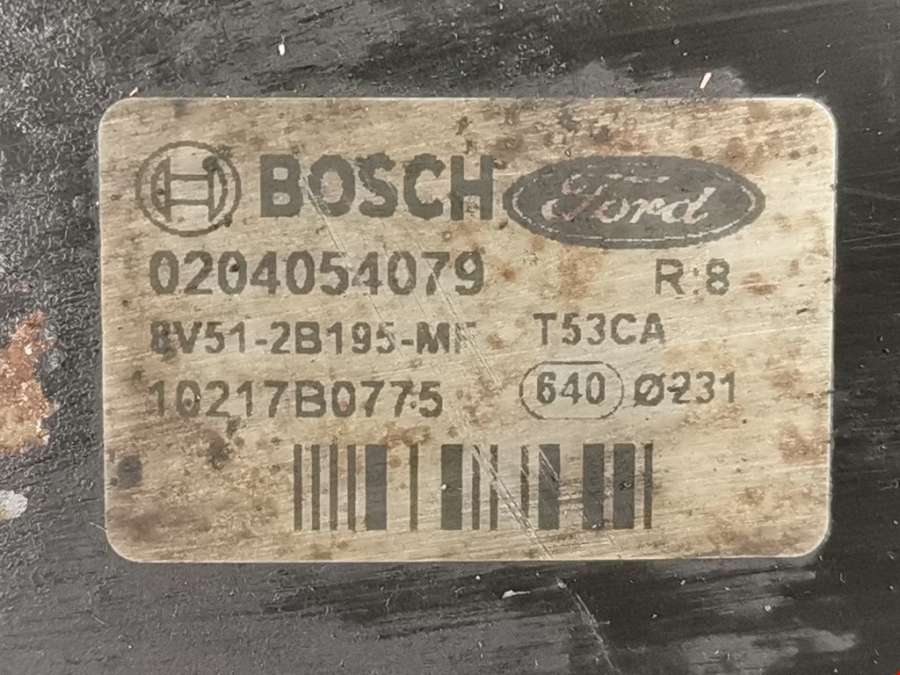 BOSCH Ford
0204054079 R:8
8V51-2B195-MF T53CA
10217B0775 640 Ø231